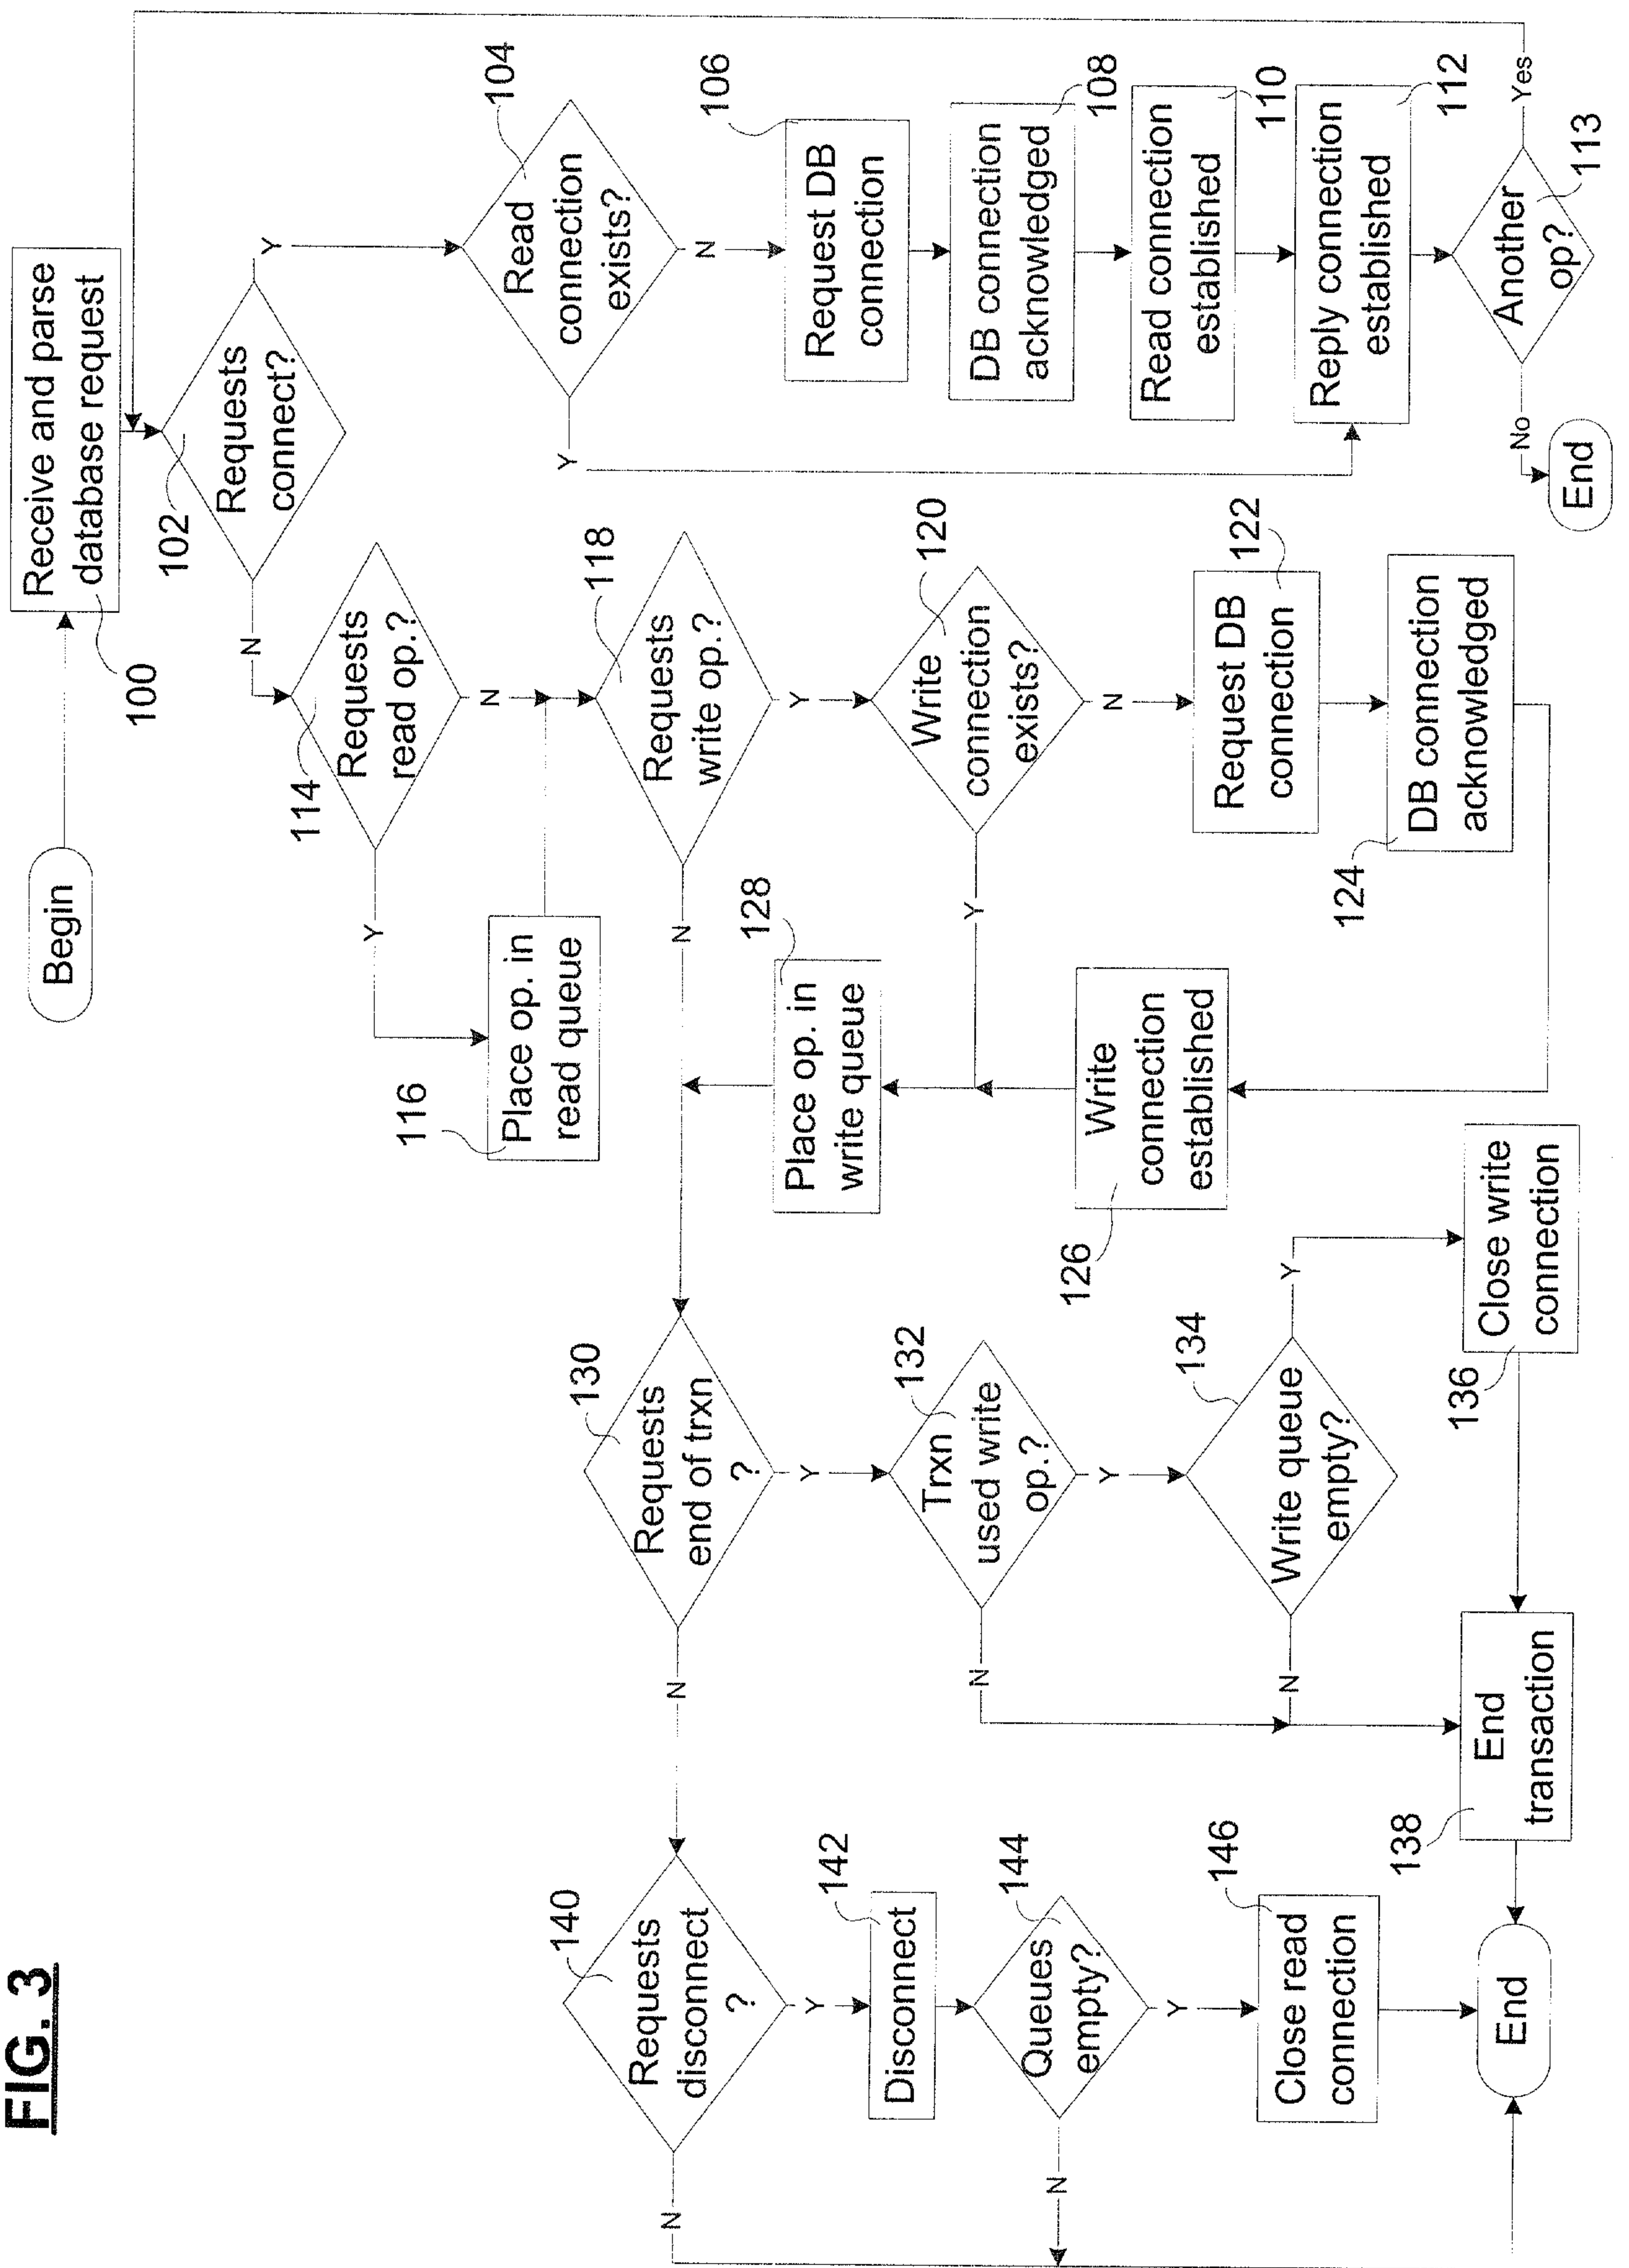 FIG. 3
Begin
Receive and parse
database request
100
102
Requests
connect?
Y
N
104
Read
connection
exists?
Y
N
106
Request DB
connection
DB connection
acknowledged
108
Read connection
established
110
Reply connection
established
112
Another
op?
113
Yes
No
End
114
Requests
read op.?
Y
N
116
Place op. in
read queue
118
Requests
write op.?
N
Y
120
Write
connection
exists?
Y
N
122
Request DB
connection
124
DB connection
acknowledged
126
Write
connection
established
128
Place op. in
write queue
130
Requests
end of trxn
?
N
Y
132
Trxn
used write
op.?
N
Y
134
Write queue
empty?
N
Y
136
Close write
connection
138
End
transaction
140
Requests
disconnect
?
N
Y
142
Disconnect
144
Queues
empty?
N
Y
146
Close read
connection
End